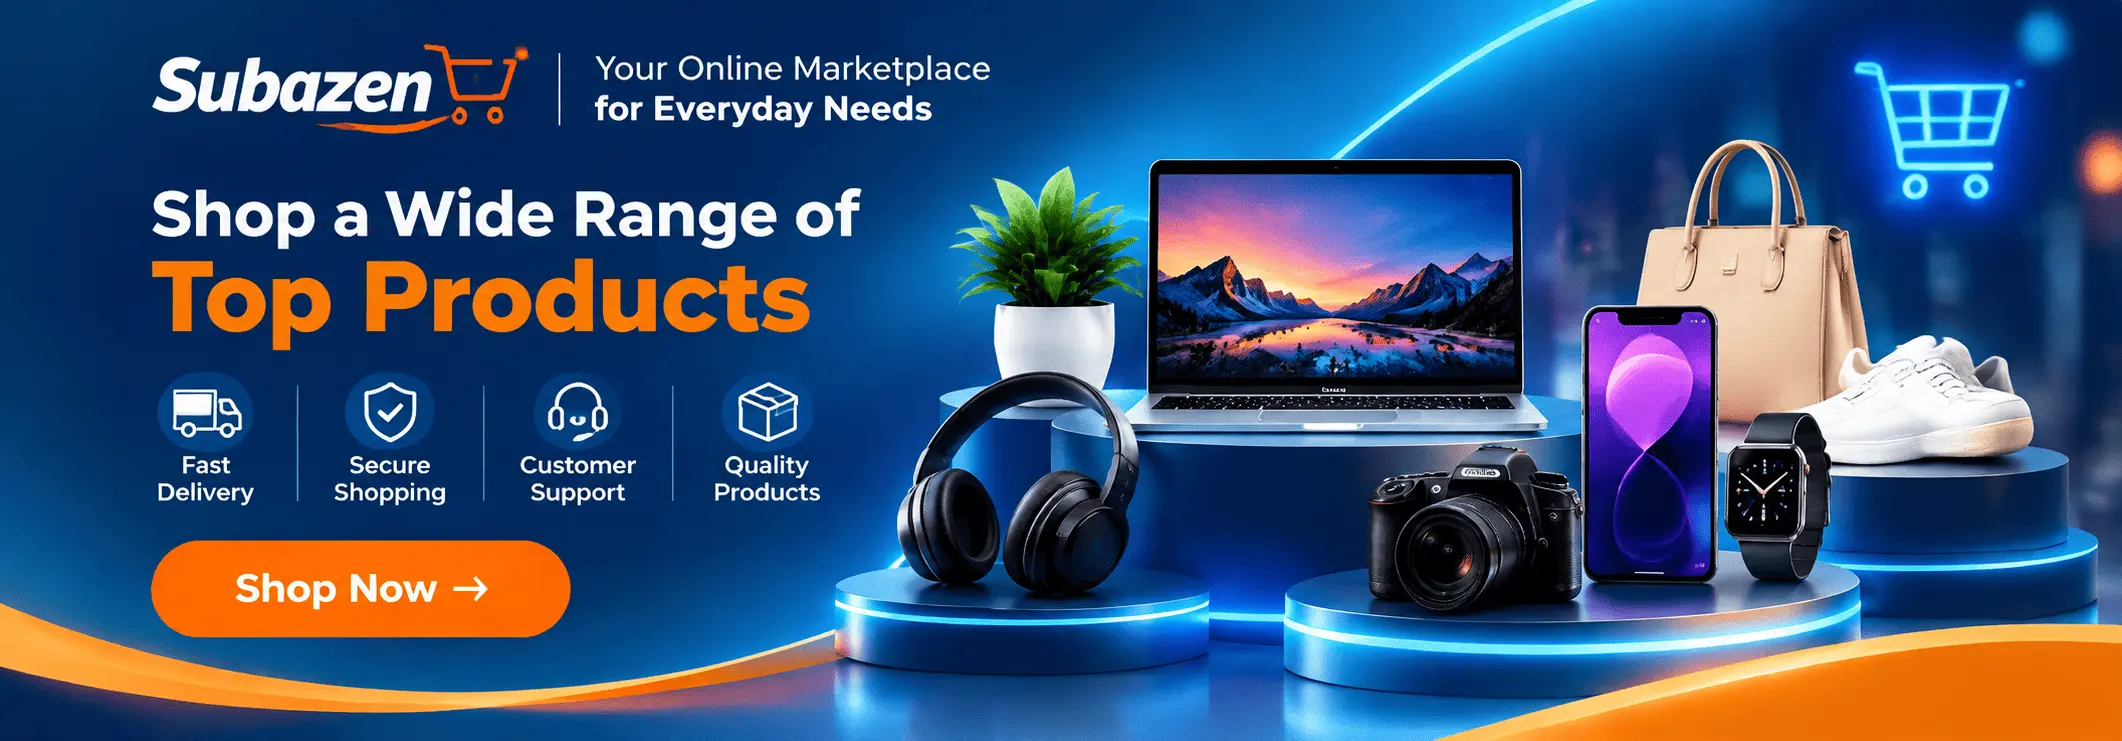 Subazen
Your Online Marketplace
for Everyday Needs
Shop a Wide Range of
Top Products
Fast
Delivery
Secure
Shopping
Customer
Support
Quality
Products
Shop Now →